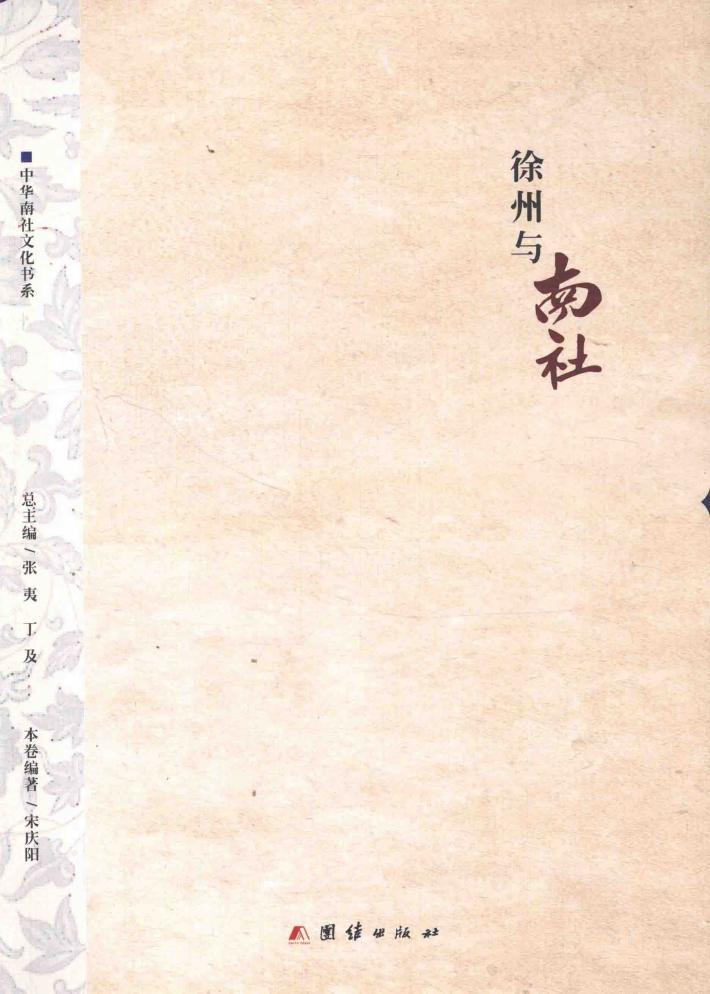 徐州与
南社
■中华南社文化书系
总主编/张夷 丁及
本卷编著/宋庆阳
团结出版社